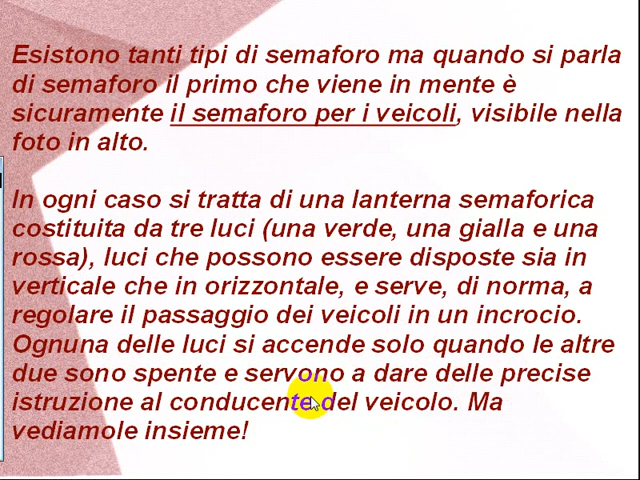 Esistono tanti tipi di semaforo ma quando si parla
di semaforo il primo che viene in mente è
sicuramente il semaforo per i veicoli, visibile nella
foto in alto.
In ogni caso si tratta di una lanterna semaforica
costituita da tre luci (una verde, una gialla e una
rossa), luci che possono essere disposte sia in
verticale che in orizzontale, e serve, di norma, a
regolare il passaggio dei veicoli in un incrocio.
Ognuna delle luci si accende solo quando le altre
due sono spente e servono a dare delle precise
istruzione al conducente del veicolo. Ma
vediamole insieme!